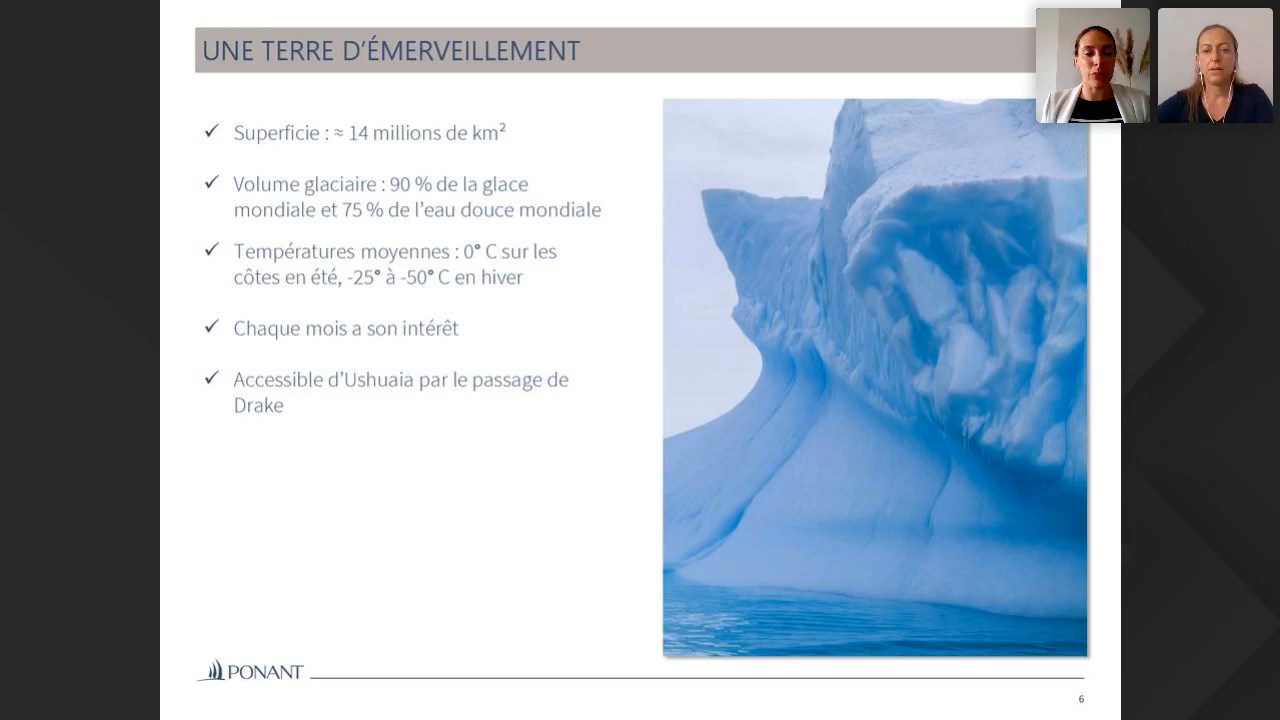 UNE TERRE D'ÉMERVEILLEMENT
✓ Superficie : ≈ 14 millions de km²
✓ Volume glaciaire : 90 % de la glace
mondiale et 75 % de l'eau douce mondiale
✓ Températures moyennes : 0° C sur les
côtes en été, -25° à -50° C en hiver
✓ Chaque mois a son intérêt
✓ Accessible d'Ushuaia par le passage de
Drake
PONANT
6